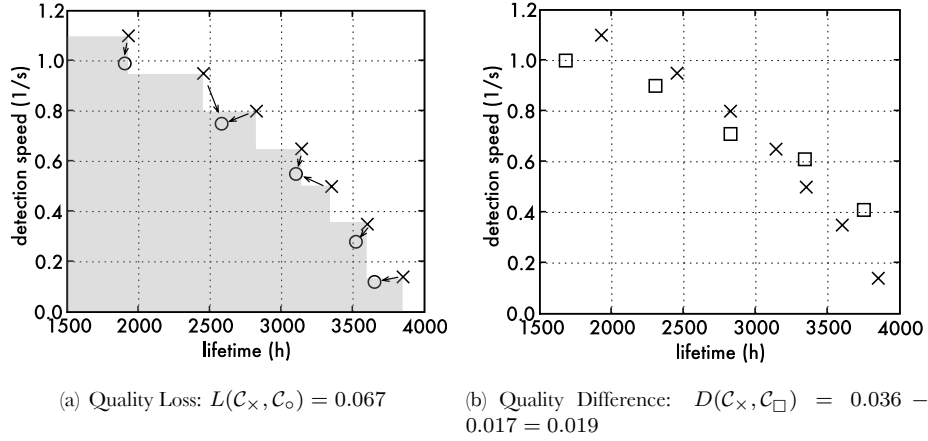 1.2
1.0
0.8
0.6
0.4
0.2
0.0
detection speed (1/s)
1500 2000 2500 3000 3500 4000
lifetime (h)
(a) Quality Loss: L(C×, C○) = 0.067
1.2
1.0
0.8
0.6
0.4
0.2
0.0
detection speed (1/s)
1500 2000 2500 3000 3500 4000
lifetime (h)
(b) Quality Difference: D(C×, C□) = 0.036 −
0.017 = 0.019